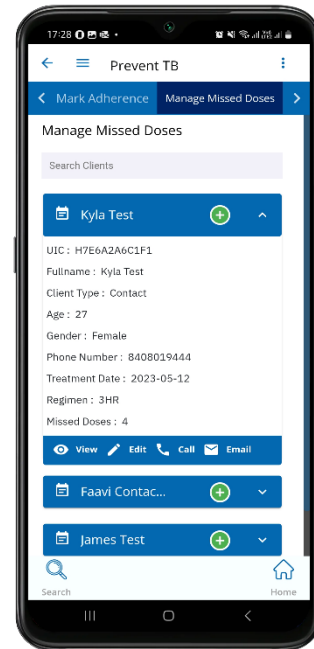 17:28
Prevent TB
Mark Adherence Manage Missed Doses
Manage Missed Doses
Search Clients
Kyla Test
UIC : H7E6A2A6C1F1
Fullname : Kyla Test
Client Type : Contact
Age : 27
Gender : Female
Phone Number : 8408019444
Treatment Date : 2023-05-12
Regimen : 3HR
Missed Doses : 4
View Edit Call Email
Faavi Contac...
James Test
Search Home